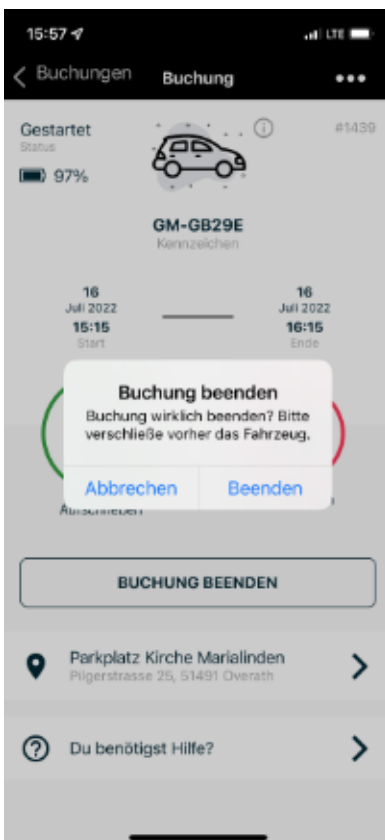 15:57
LTE
Buchungen
Buchung
Gestartet
Status
#1439
97%
GM-GB29E
Kennzeichen
16
Juli 2022
15:15
Start
16
Juli 2022
16:15
Ende
Buchung beenden
Buchung wirklich beenden? Bitte
verschließe vorher das Fahrzeug.
Abbrechen
Beenden
BUCHUNG BEENDEN
Parkplatz Kirche Marialinden
Pilgerstrasse 25, 51491 Overath
Du benötigst Hilfe?